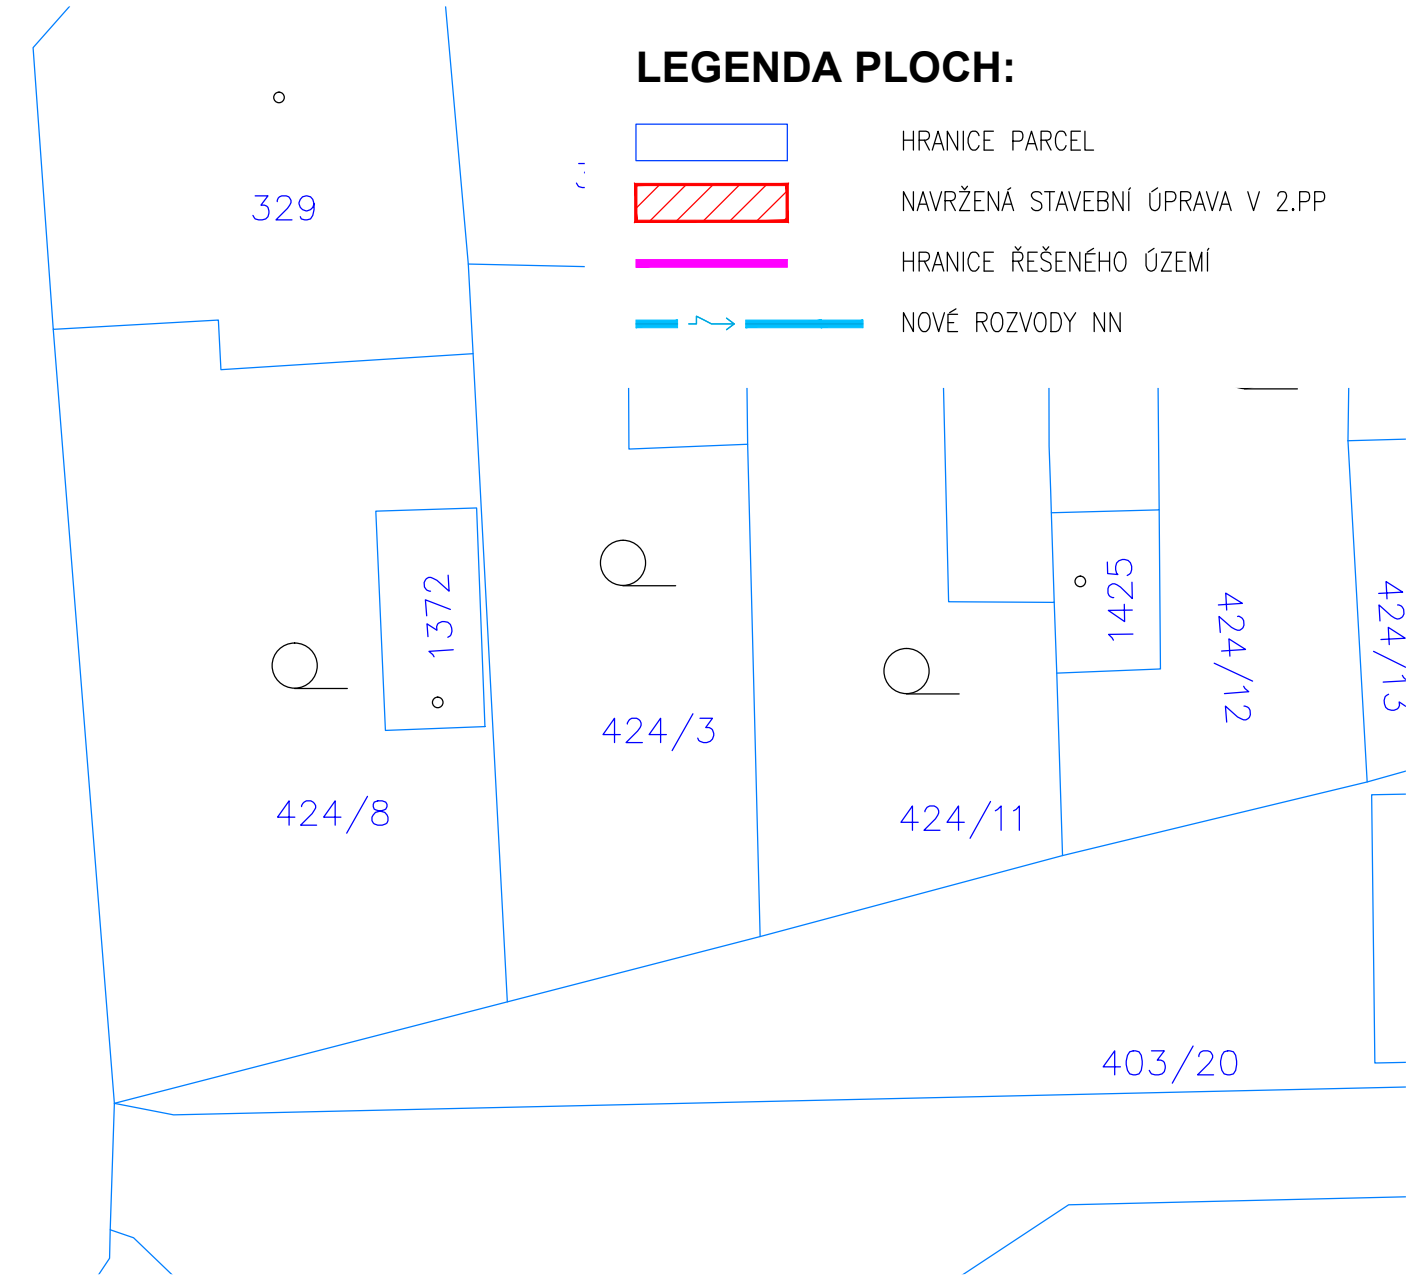 LEGENDA PLOCH:
HRANICE PARCEL
NAVRŽENÁ STAVEBNÍ ÚPRAVA V 2.PP
HRANICE ŘEŠENÉHO ÚZEMÍ
NOVÉ ROZVODY NN
329
1372
1425
424/12
424/13
424/3
424/8
424/11
403/20